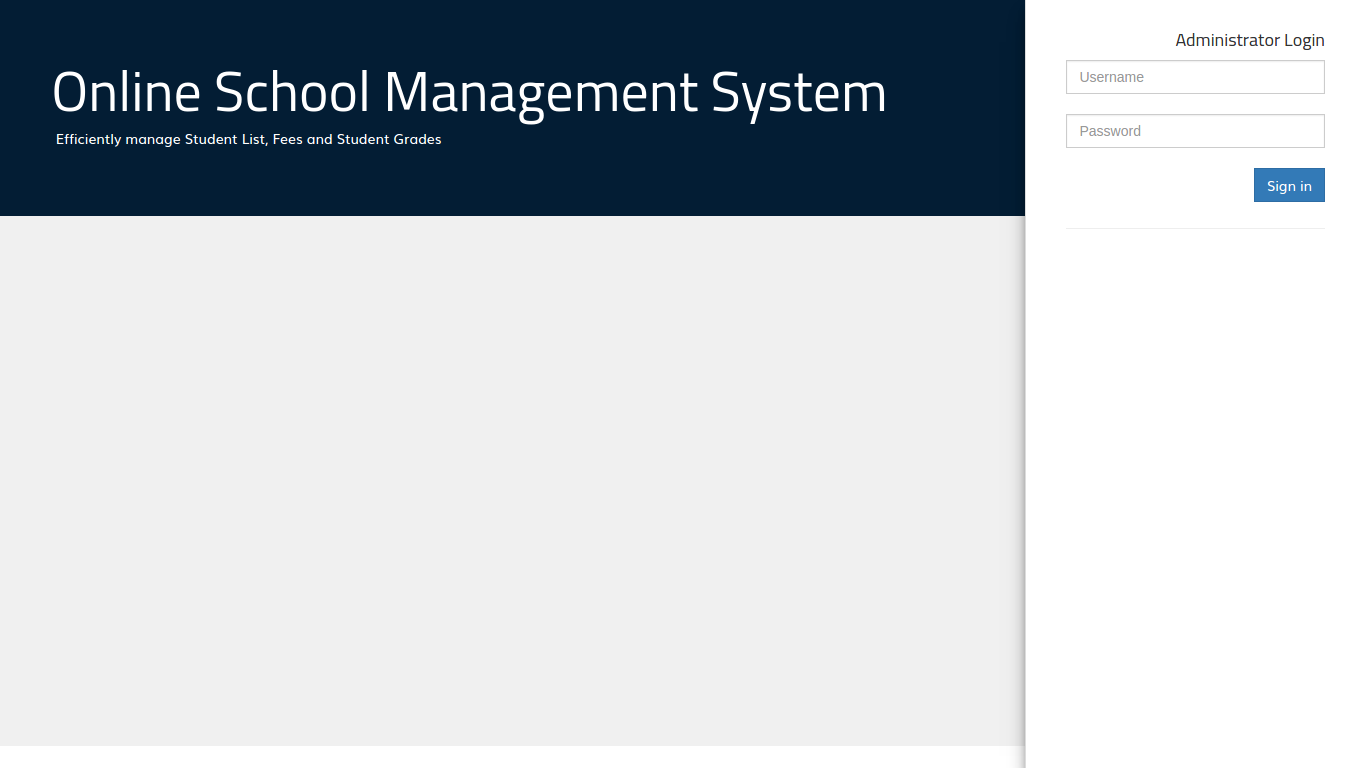 Online School Management System
Efficiently manage Student List, Fees and Student Grades
Administrator Login
Username
Password
Sign in